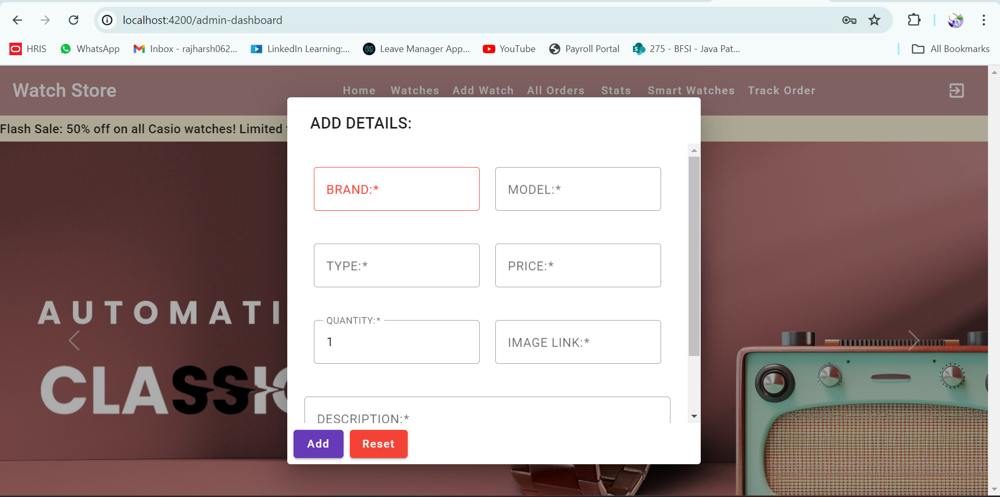 localhost:4200/admin-dashboard
HRIS WhatsApp Inbox - rajharsh062... LinkedIn Learning:... Leave Manager App... YouTube Payroll Portal 275 - BFSI - Java Pat... All Bookmarks
Watch Store Home Watches Add Watch All Orders Stats Smart Watches Track Order
Flash Sale: 50% off on all Casio watches! Limited
ADD DETAILS:
BRAND:* MODEL:*
TYPE:* PRICE:*
QUANTITY:*
1 IMAGE LINK:*
DESCRIPTION:*
Add Reset
AUTOMATI
CLASSIC